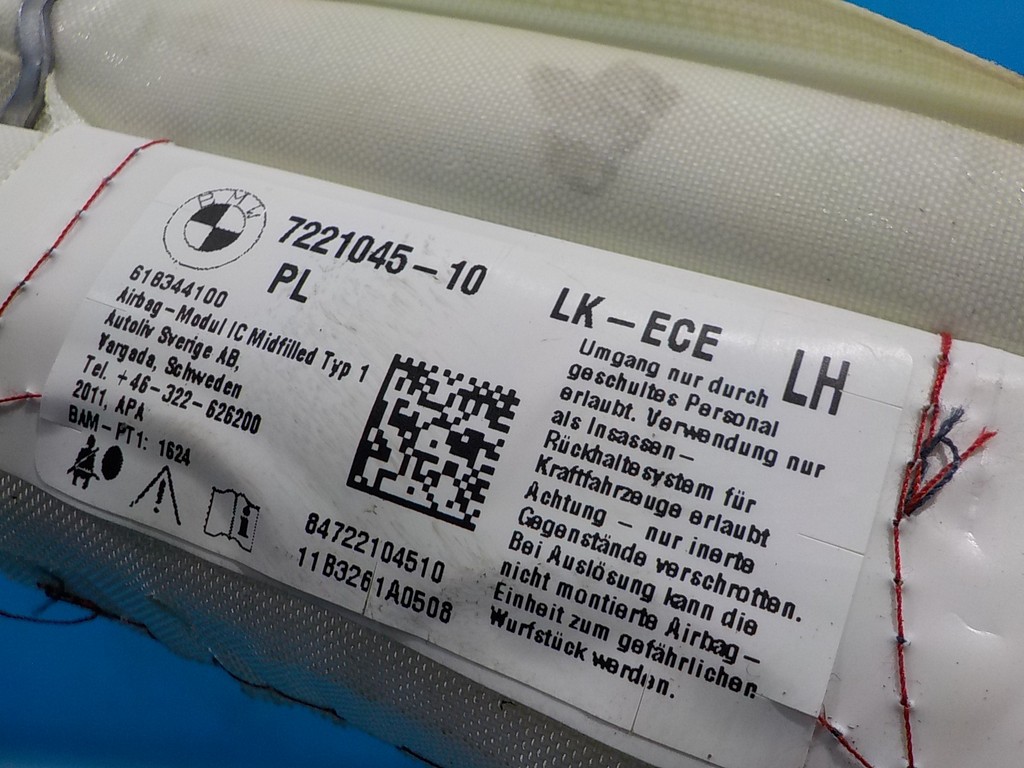 BMW
7221045-10
PL
618344100
Airbag-Modul IC Midfilled Typ 1
Autoliv Sverige AB,
Vargada, Schweden
Tel. +46-322-626200
2011, APA
BAM-PT1: 1624
84722104510
11B3261A0508
LK-ECE
LH
Umgang nur durch
geschultes Personal
erlaubt. Verwendung nur
als Insassen-
Rückhaltesystem für
Kraftfahrzeuge erlaubt
Achtung - nur inerte
Gegenstände verschrotten.
Bei Auslösung kann die
nicht montierte Airbag-
Einheit zum gefährlichen
Wurfstück werden.